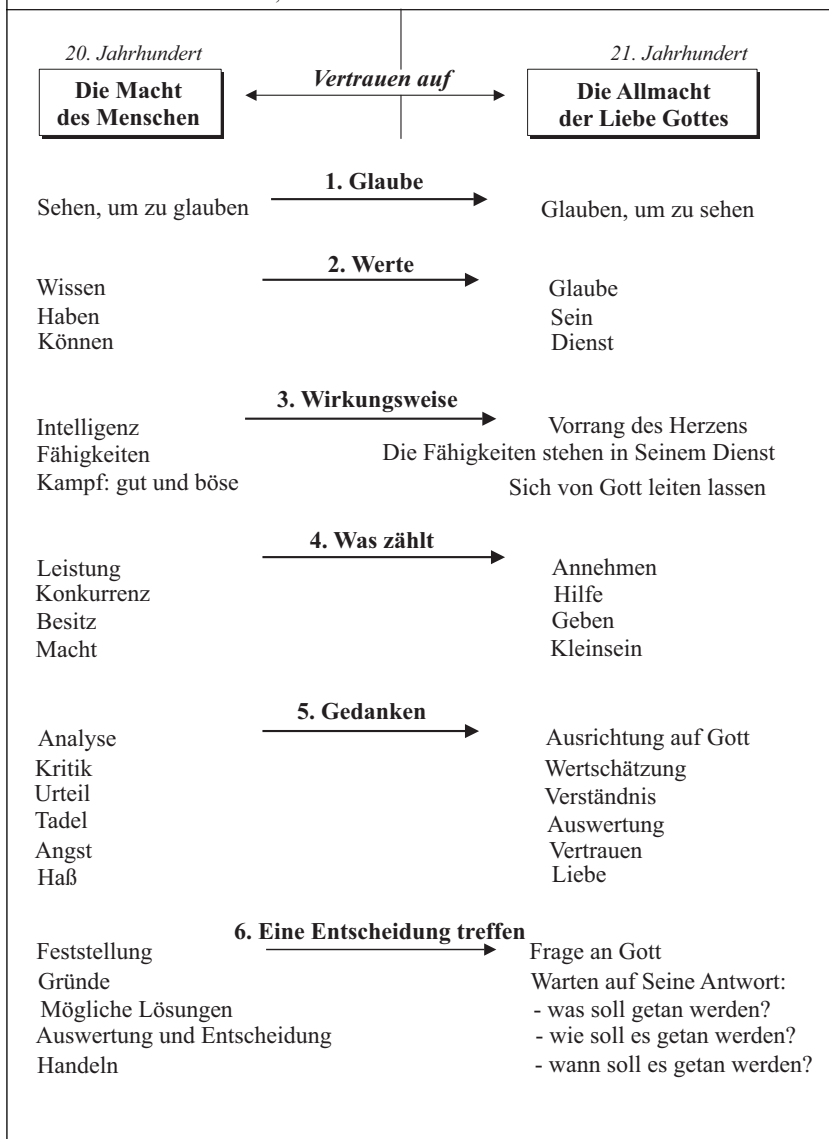 20. Jahrhundert
21. Jahrhundert
Die Macht
des Menschen
Vertrauen auf
Die Allmacht
der Liebe Gottes
1. Glaube
Sehen, um zu glauben
Glauben, um zu sehen
2. Werte
Wissen
Haben
Können
Glaube
Sein
Dienst
3. Wirkungsweise
Intelligenz
Fähigkeiten
Kampf: gut und böse
Vorrang des Herzens
Die Fähigkeiten stehen in Seinem Dienst
Sich von Gott leiten lassen
4. Was zählt
Leistung
Konkurrenz
Besitz
Macht
Annehmen
Hilfe
Geben
Kleinsein
5. Gedanken
Analyse
Kritik
Urteil
Tadel
Angst
Haß
Ausrichtung auf Gott
Wertschätzung
Verständnis
Auswertung
Vertrauen
Liebe
6. Eine Entscheidung treffen
Feststellung
Gründe
Mögliche Lösungen
Auswertung und Entscheidung
Handeln
Frage an Gott
Warten auf Seine Antwort:
- was soll getan werden?
- wie soll es getan werden?
- wann soll es getan werden?